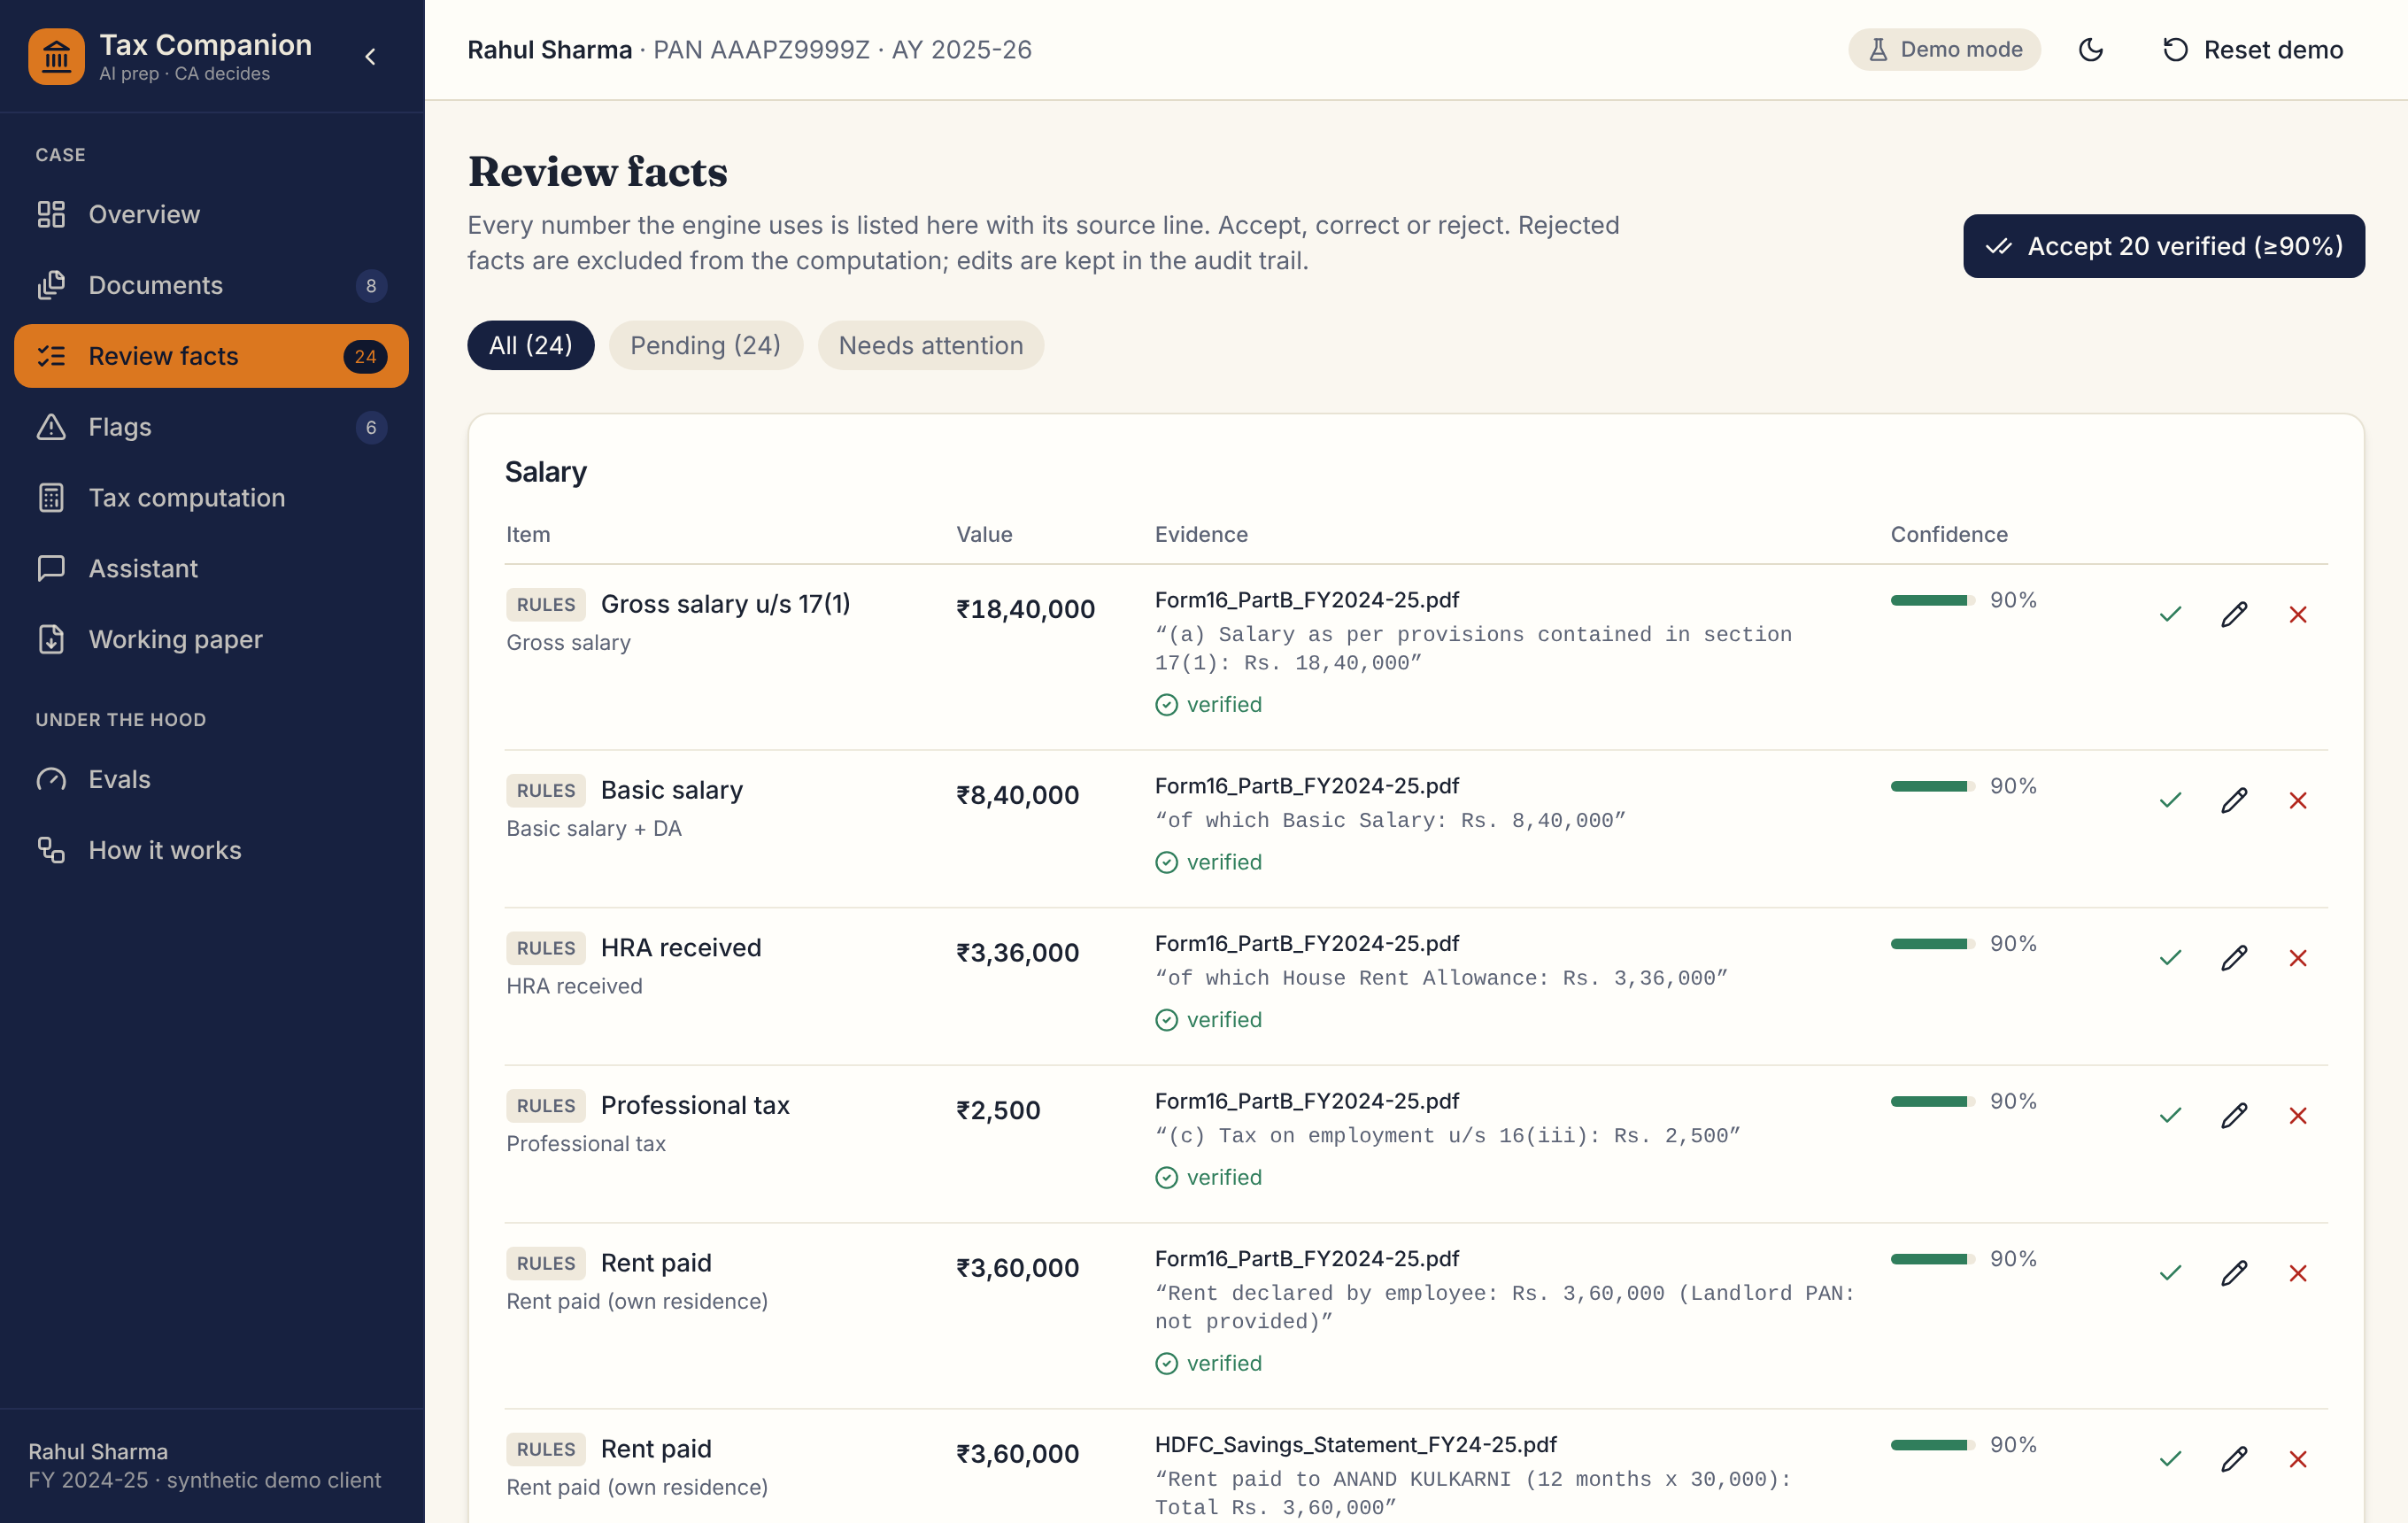 Tax Companion
AI prep · CA decides
CASE
Overview
Documents 8
Review facts 24
Flags 6
Tax computation
Assistant
Working paper
UNDER THE HOOD
Evals
How it works
Rahul Sharma
FY 2024-25 · synthetic demo client
Rahul Sharma · PAN AAAPZ9999Z · AY 2025-26
Demo mode
Reset demo
Review facts
Every number the engine uses is listed here with its source line. Accept, correct or reject. Rejected
facts are excluded from the computation; edits are kept in the audit trail.
Accept 20 verified (≥90%)
All (24) Pending (24) Needs attention
Salary
Item Value Evidence Confidence
RULES Gross salary u/s 17(1)
Gross salary
₹18,40,000
Form16_PartB_FY2024-25.pdf
“(a) Salary as per provisions contained in section
17(1): Rs. 18,40,000”
verified
90%
RULES Basic salary
Basic salary + DA
₹8,40,000
Form16_PartB_FY2024-25.pdf
“of which Basic Salary: Rs. 8,40,000”
verified
90%
RULES HRA received
HRA received
₹3,36,000
Form16_PartB_FY2024-25.pdf
“of which House Rent Allowance: Rs. 3,36,000”
verified
90%
RULES Professional tax
Professional tax
₹2,500
Form16_PartB_FY2024-25.pdf
“(c) Tax on employment u/s 16(iii): Rs. 2,500”
verified
90%
RULES Rent paid
Rent paid (own residence)
₹3,60,000
Form16_PartB_FY2024-25.pdf
“Rent declared by employee: Rs. 3,60,000 (Landlord PAN:
not provided)”
verified
90%
RULES Rent paid
Rent paid (own residence)
₹3,60,000
HDFC_Savings_Statement_FY24-25.pdf
“Rent paid to ANAND KULKARNI (12 months x 30,000):
Total Rs. 3,60,000”
90%